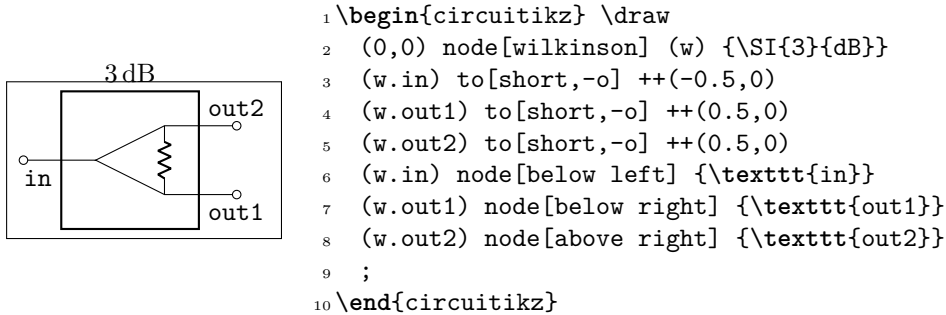 3 dB
out2
in
out1
1 \begin{circuitikz} \draw
2 (0,0) node[wilkinson] (w) {\SI{3}{dB}}
3 (w.in) to[short,-o] ++(-0.5,0)
4 (w.out1) to[short,-o] ++(0.5,0)
5 (w.out2) to[short,-o] ++(0.5,0)
6 (w.in) node[below left] {\texttt{in}}
7 (w.out1) node[below right] {\texttt{out1}}
8 (w.out2) node[above right] {\texttt{out2}}
9 ;
10 \end{circuitikz}